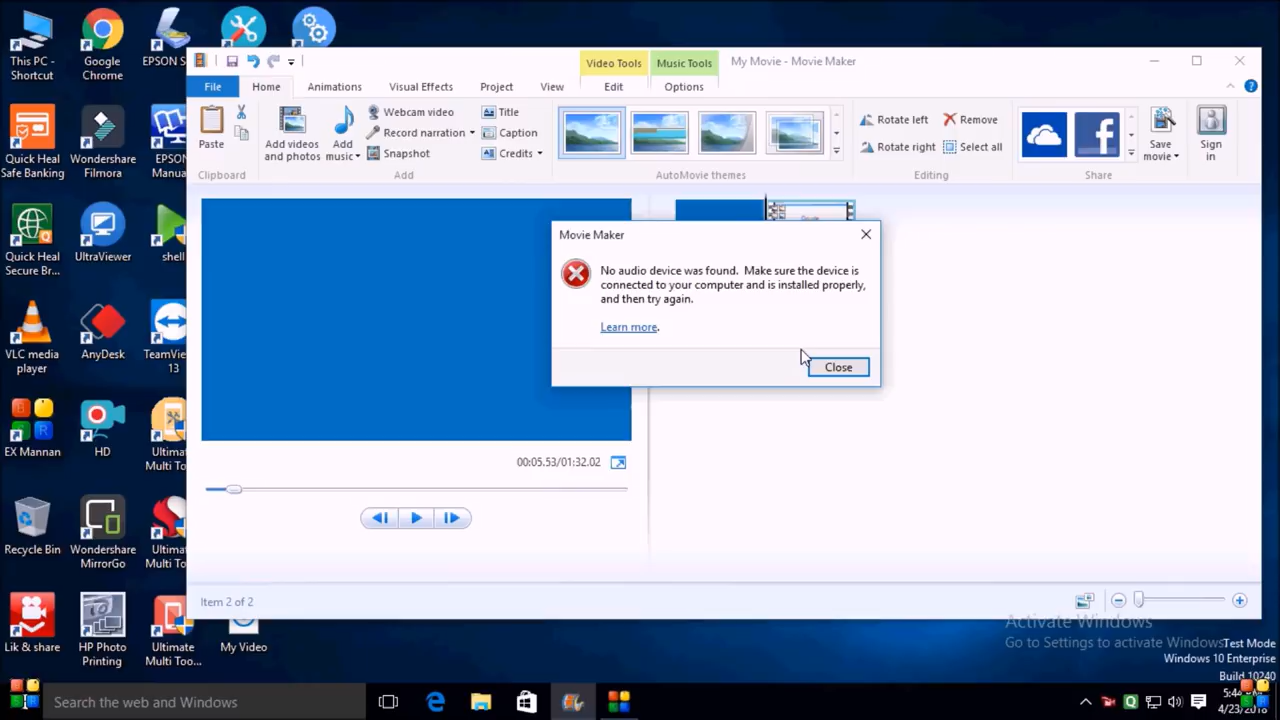 This PC -
Shortcut
Google
Chrome
EPSON S
Quick Heal
Safe Banking
Wondershare
Filmora
EPSON
Manua
Quick Heal
Secure Br...
UltraViewer
shell
VLC media
player
AnyDesk
TeamVie
13
EX Mannan
HD
Ultima
Multi To
Recycle Bin
Wondershare
MirrorGo
Ultima
Multi To
Lik & share
HP Photo
Printing
Ultimate
Multi Too...
My Video
Video Tools
Music Tools
My Movie - Movie Maker
File
Home
Animations
Visual Effects
Project
View
Edit
Options
Paste
Clipboard
Add videos
and photos
Add
music
Webcam video
Record narration
Snapshot
Title
Caption
Credits
Add
AutoMovie themes
Rotate left
Rotate right
Remove
Select all
Editing
Share
Save
movie
Sign
in
Movie Maker
No audio device was found. Make sure the device is
connected to your computer and is installed properly,
and then try again.
Learn more.
Close
00:05.53/01:32.02
Item 2 of 2
Activate Windows
Go to Settings to activate Windows
Test Mode
Windows 10 Enterprise
Build 10240
Search the web and Windows
4/23/2018